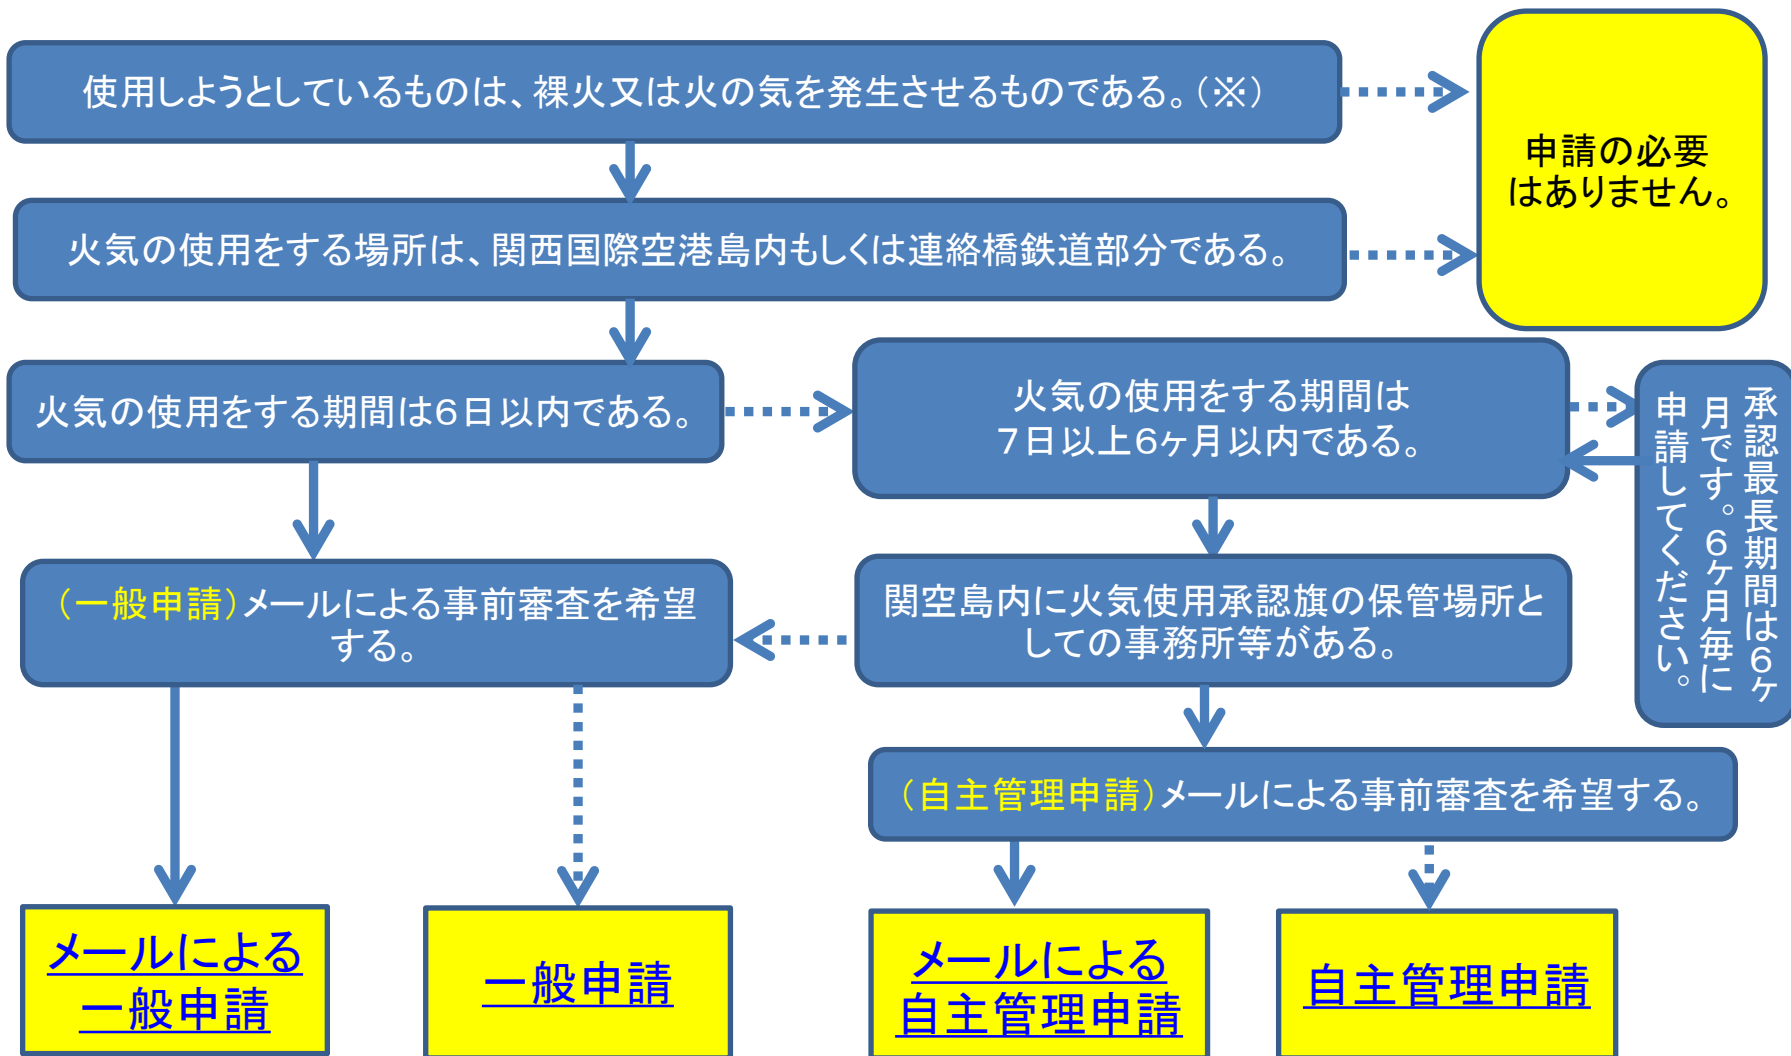 使用しようとしているものは、裸火又は火の気を発生させるものである。(※)
申請の必要
はありません。
火気の使用をする場所は、関西国際空港島内もしくは連絡橋鉄道部分である。
火気の使用をする期間は6日以内である。
火気の使用をする期間は
7日以上6ヶ月以内である。
承認最長期間は6ヶ
月です。6ヶ月毎に
申請してください。
(一般申請)メールによる事前審査を希望
する。
関空島内に火気使用承認旗の保管場所と
しての事務所等がある。
(自主管理申請)メールによる事前審査を希望する。
メールによる
一般申請
一般申請
メールによる
自主管理申請
自主管理申請